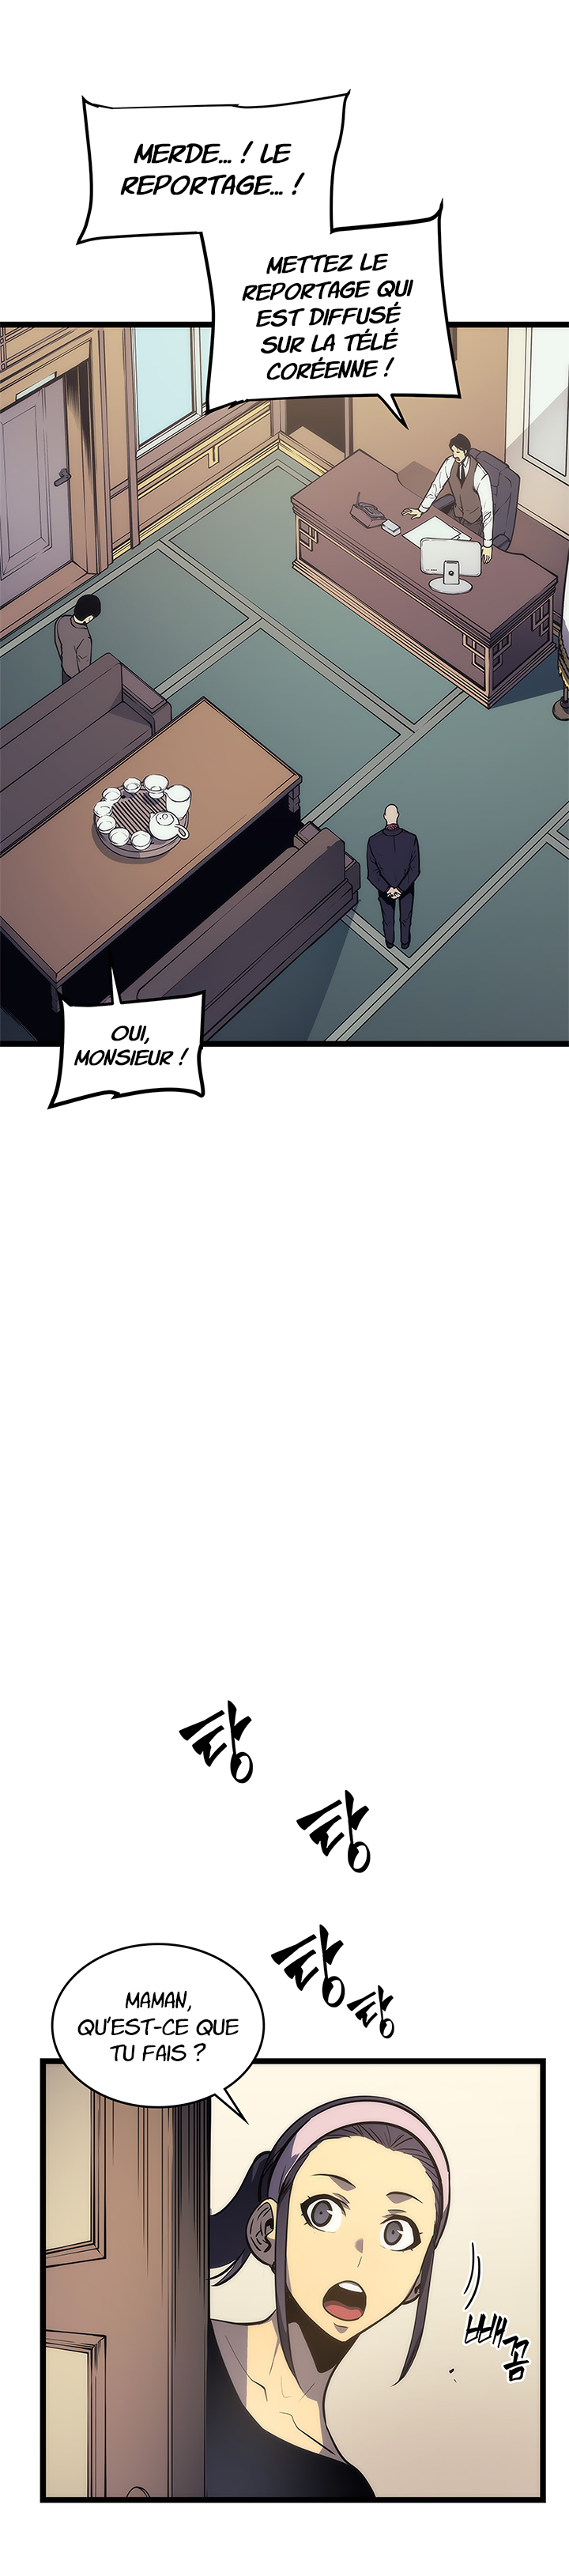 MERDE... ! LE
REPORTAGE... !
METTEZ LE
REPORTAGE QUI
EST DIFFUSÉ
SUR LA TÉLÉ
CORÉENNE !
OUI,
MONSIEUR !
탕
탕
탕
탕
MAMAN,
QU'EST-CE QUE
TU FAIS ?
빼꼼